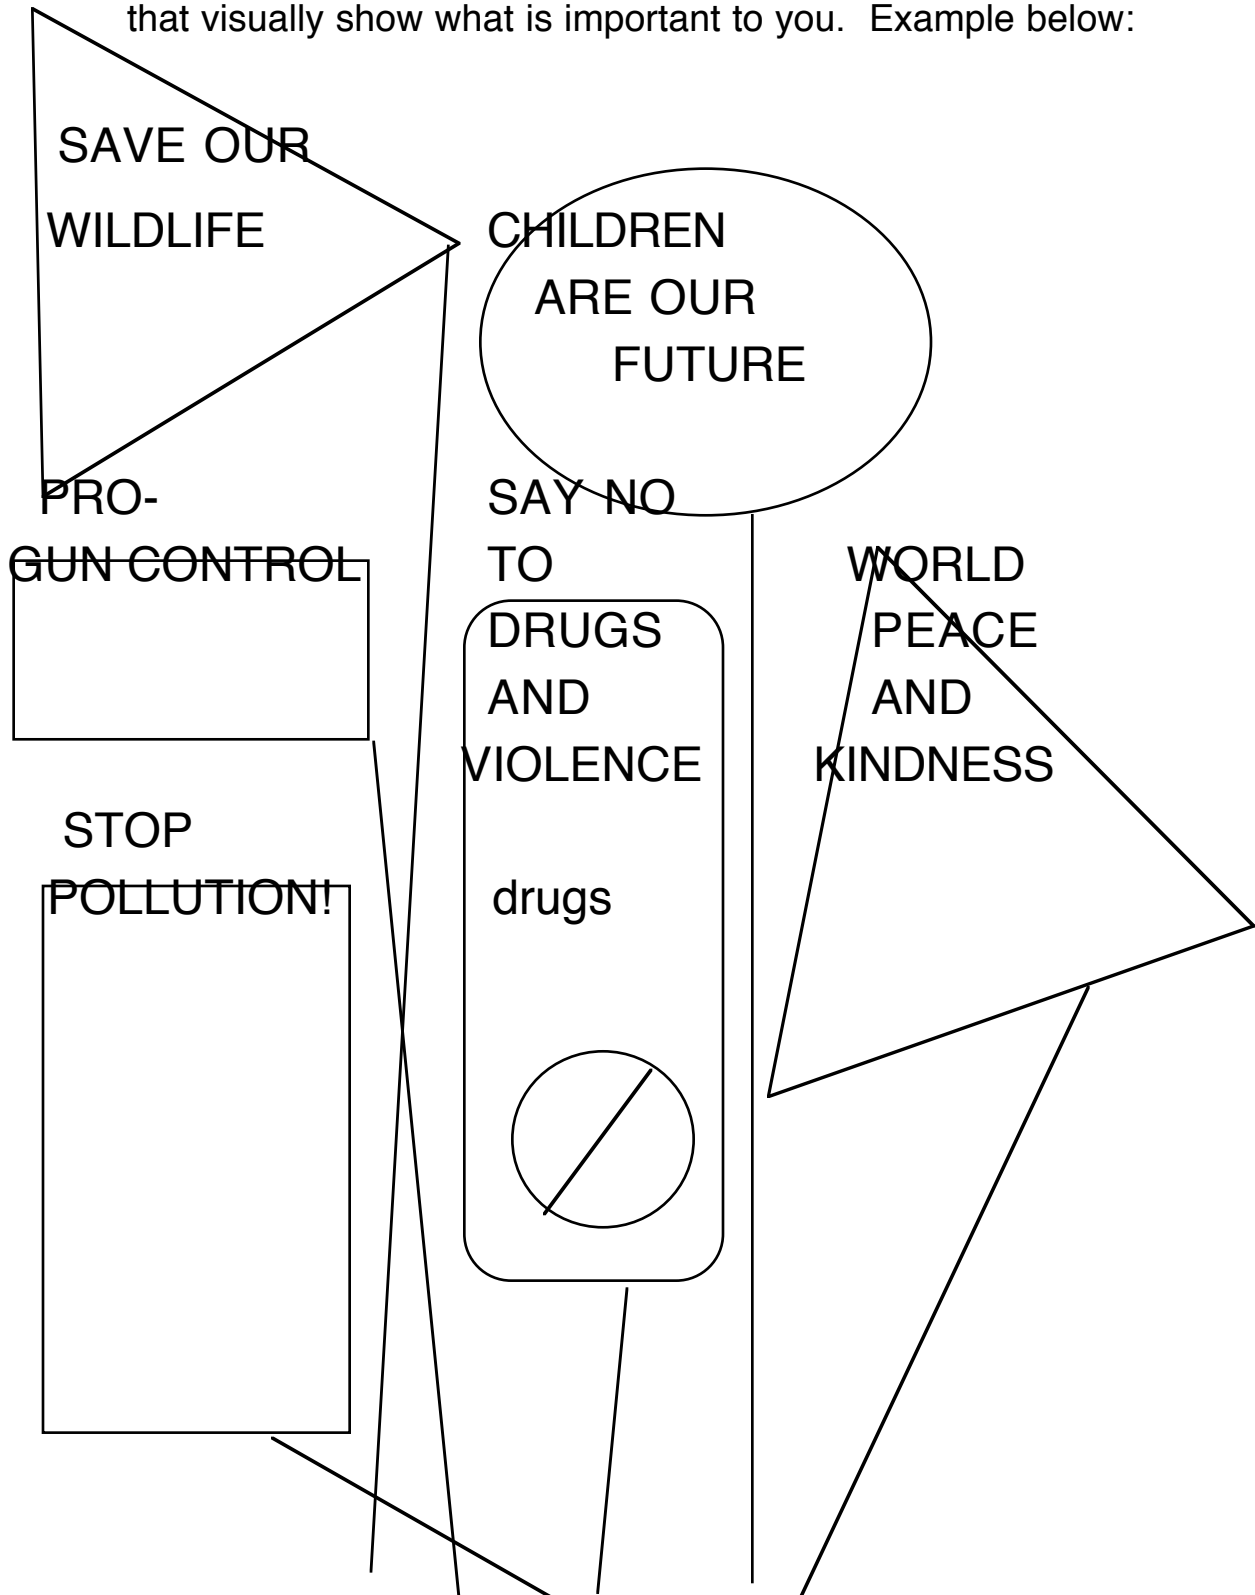 that visually show what is important to you.  Example below:
SAVE OUR
WILDLIFE
CHILDREN
ARE OUR
FUTURE
PRO-
GUN CONTROL
SAY NO
TO
DRUGS
AND
VIOLENCE
drugs
WORLD
PEACE
AND
KINDNESS
STOP
POLLUTION!